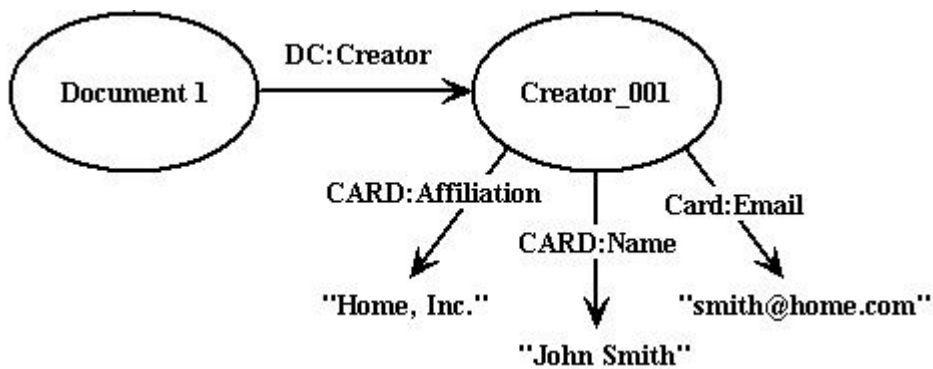 DC:Creator
Document 1
Creator_001
CARD:Affiliation
Card:Email
CARD:Name
"Home, Inc."
"smith@home.com"
"John Smith"